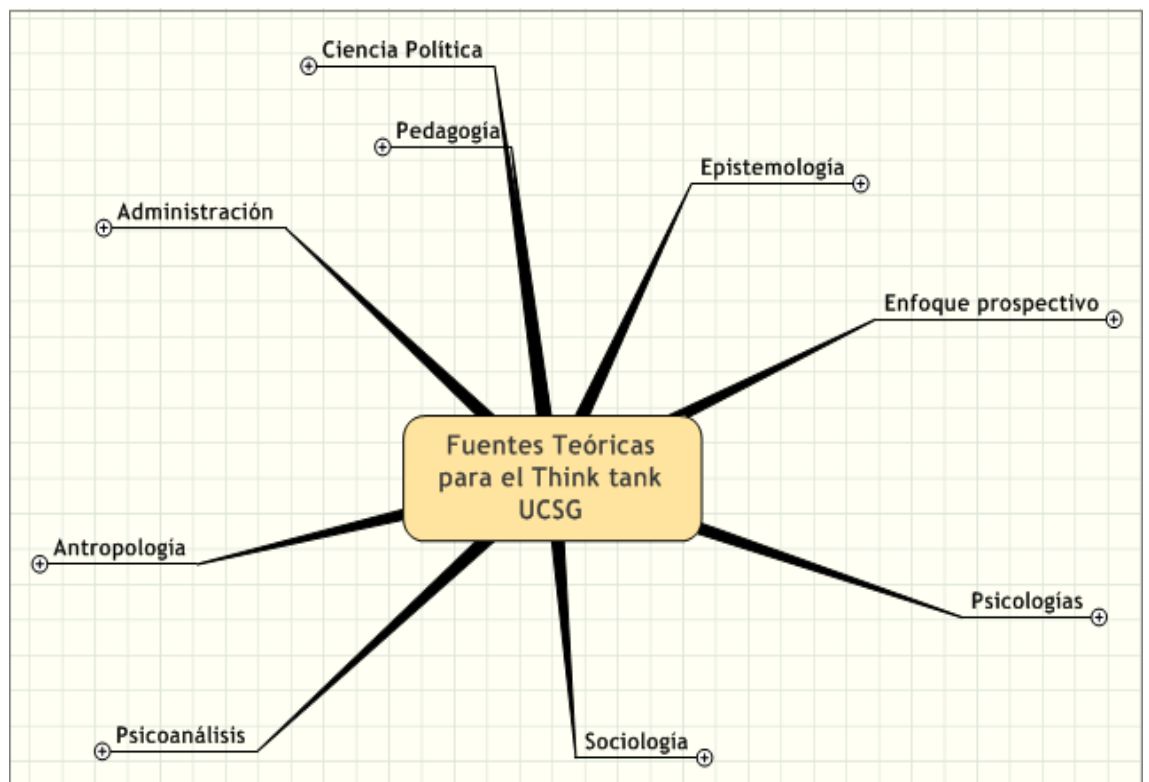 Ciencia Política
Pedagogía
Epistemología
Administración
Enfoque prospectivo
Fuentes Teóricas
para el Think tank
UCSG
Antropología
Psicologías
Psicoanálisis
Sociología